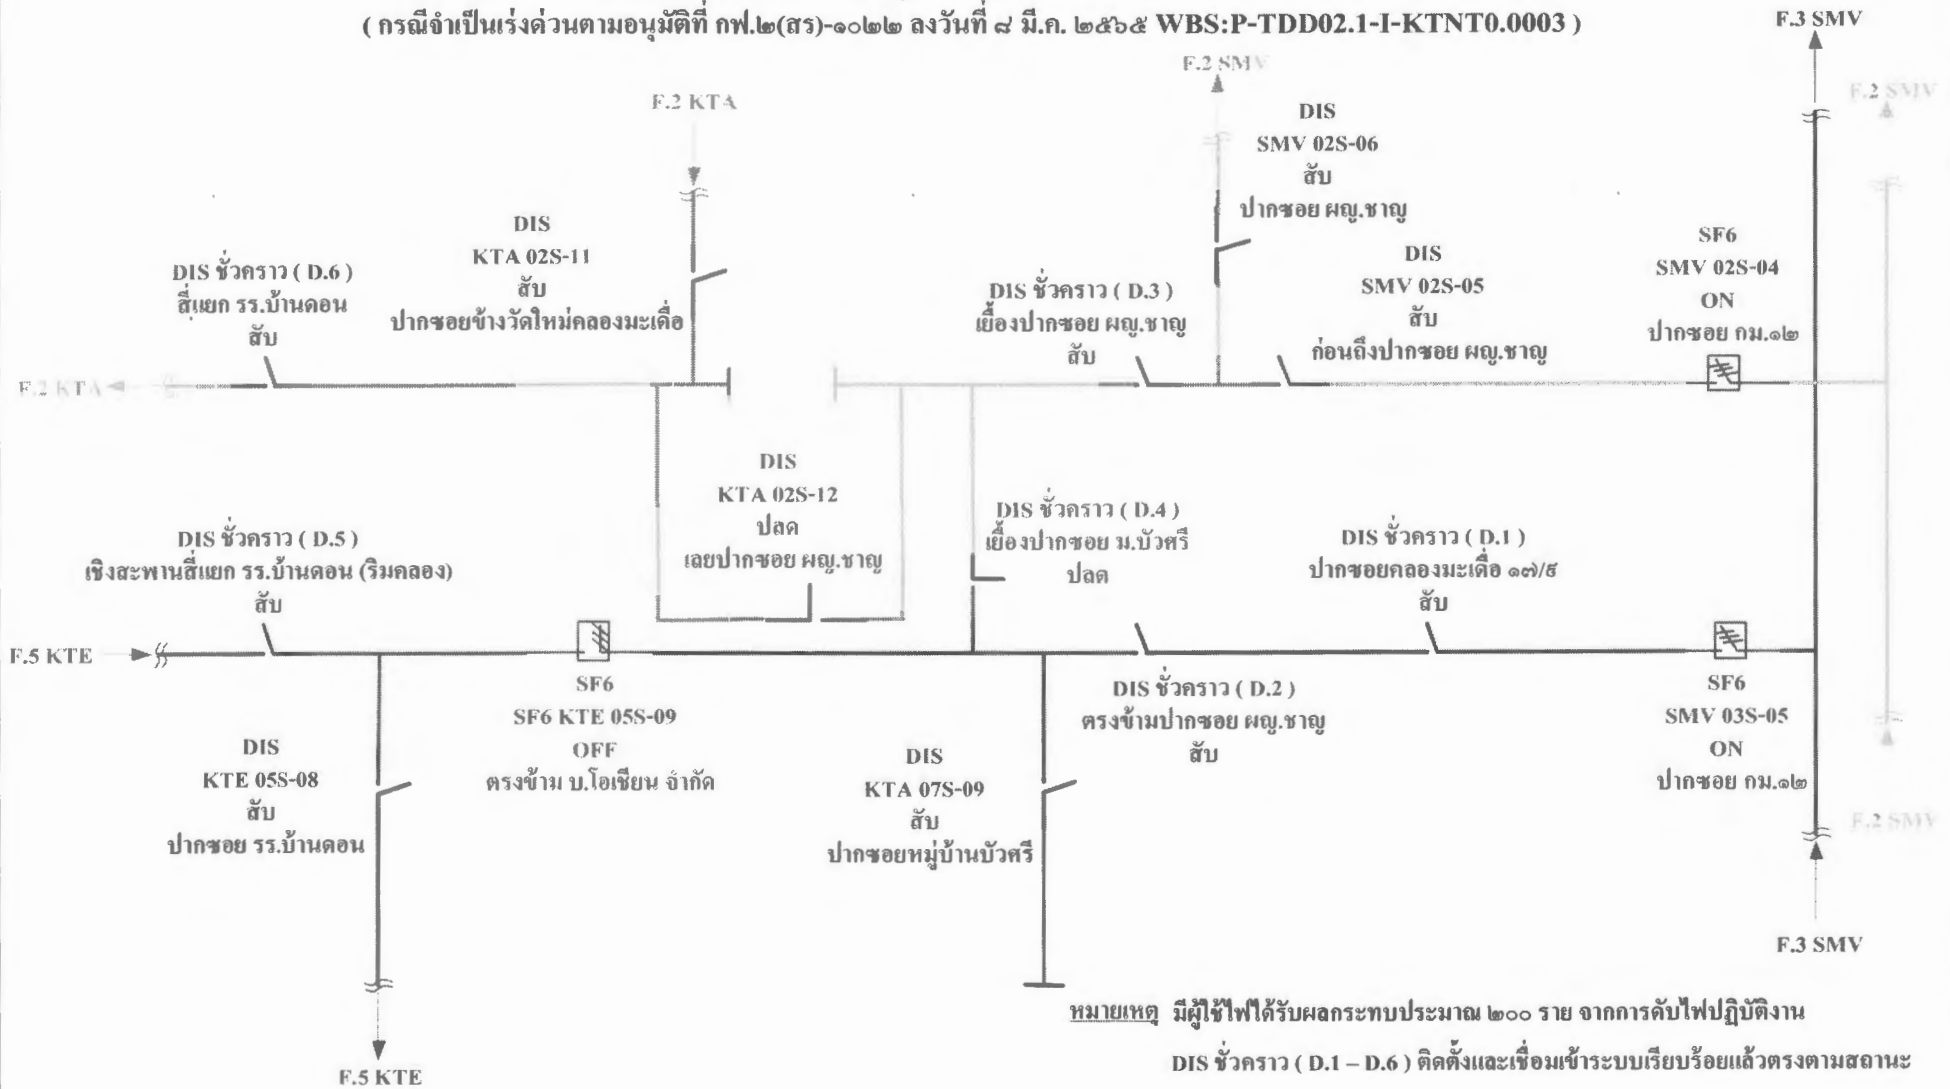 ( กรณีจำเป็นเร่งด่วนตามอนุมัติที่ กฟ.๒(สร)-๑๐๒๒ ลงวันที่ ๘ มี.ค. ๒๕๖๕ WBS:P-TDD02.1-I-KTNT0.0003 )
F.3 SMV
F.2 SMV
F.2 SMV
F.2 KTA
DIS
SMV 02S-06
สับ
ปากซอย ผญ.ชาญ
DIS
KTA 02S-11
สับ
ปากซอยข้างวัดใหม่คลองมะเดื่อ
DIS ชั่วคราว ( D.6 )
สี่แยก รร.บ้านดอน
สับ
DIS ชั่วคราว ( D.3 )
เยื้องปากซอย ผญ.ชาญ
สับ
DIS
SMV 02S-05
สับ
ก่อนถึงปากซอย ผญ.ชาญ
SF6
SMV 02S-04
ON
ปากซอย กม.๑๒
F.2 KTA
DIS
KTA 02S-12
ปลด
เลยปากซอย ผญ.ชาญ
DIS ชั่วคราว ( D.4 )
เยื้องปากซอย ม.บัวศรี
ปลด
DIS ชั่วคราว ( D.1 )
ปากซอยคลองมะเดื่อ ๑๗/๕
สับ
DIS ชั่วคราว ( D.5 )
เชิงสะพานสี่แยก รร.บ้านดอน (ริมคลอง)
สับ
F.5 KTE
SF6
SF6 KTE 05S-09
OFF
ตรงข้าม บ.โอเชียน จำกัด
DIS ชั่วคราว ( D.2 )
ตรงข้ามปากซอย ผญ.ชาญ
สับ
SF6
SMV 03S-05
ON
ปากซอย กม.๑๒
DIS
KTE 05S-08
สับ
ปากซอย รร.บ้านดอน
DIS
KTA 07S-09
สับ
ปากซอยหมู่บ้านบัวศรี
F.2 SMV
F.3 SMV
หมายเหตุ มีผู้ใช้ไฟได้รับผลกระทบประมาณ ๒๐๐ ราย จากการดับไฟปฏิบัติงาน
DIS ชั่วคราว ( D.1 – D.6 ) ติดตั้งและเชื่อมเข้าระบบเรียบร้อยแล้วตรงตามสถานะ
F.5 KTE